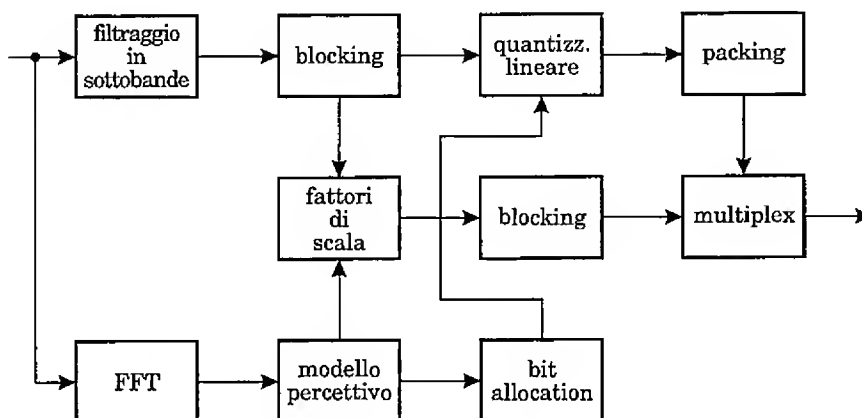 filtraggio
in
sottobande
blocking
quantizz.
lineare
packing
fattori
di
scala
blocking
multiplex
FFT
modello
percettivo
bit
allocation